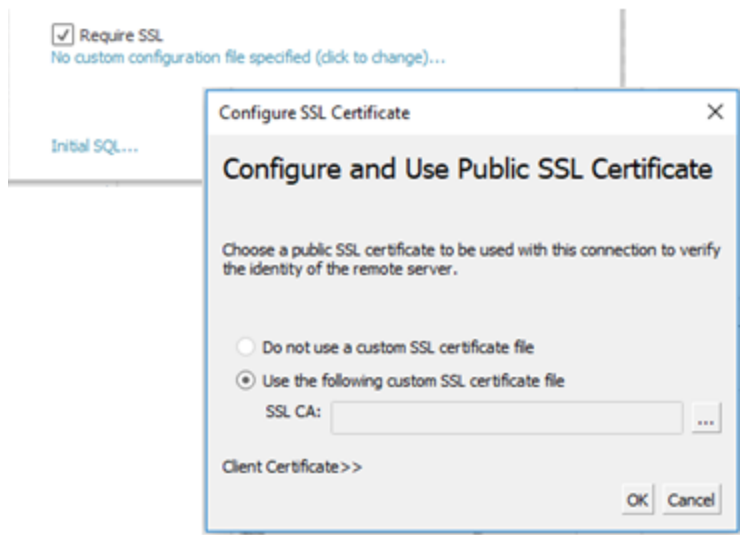 Require SSL
No custom configuration file specified (click to change)...
Initial SQL...
Configure SSL Certificate
Configure and Use Public SSL Certificate
Choose a public SSL certificate to be used with this connection to verify
the identity of the remote server.
Do not use a custom SSL certificate file
Use the following custom SSL certificate file
SSL CA:
...
Client Certificate>>
OK Cancel